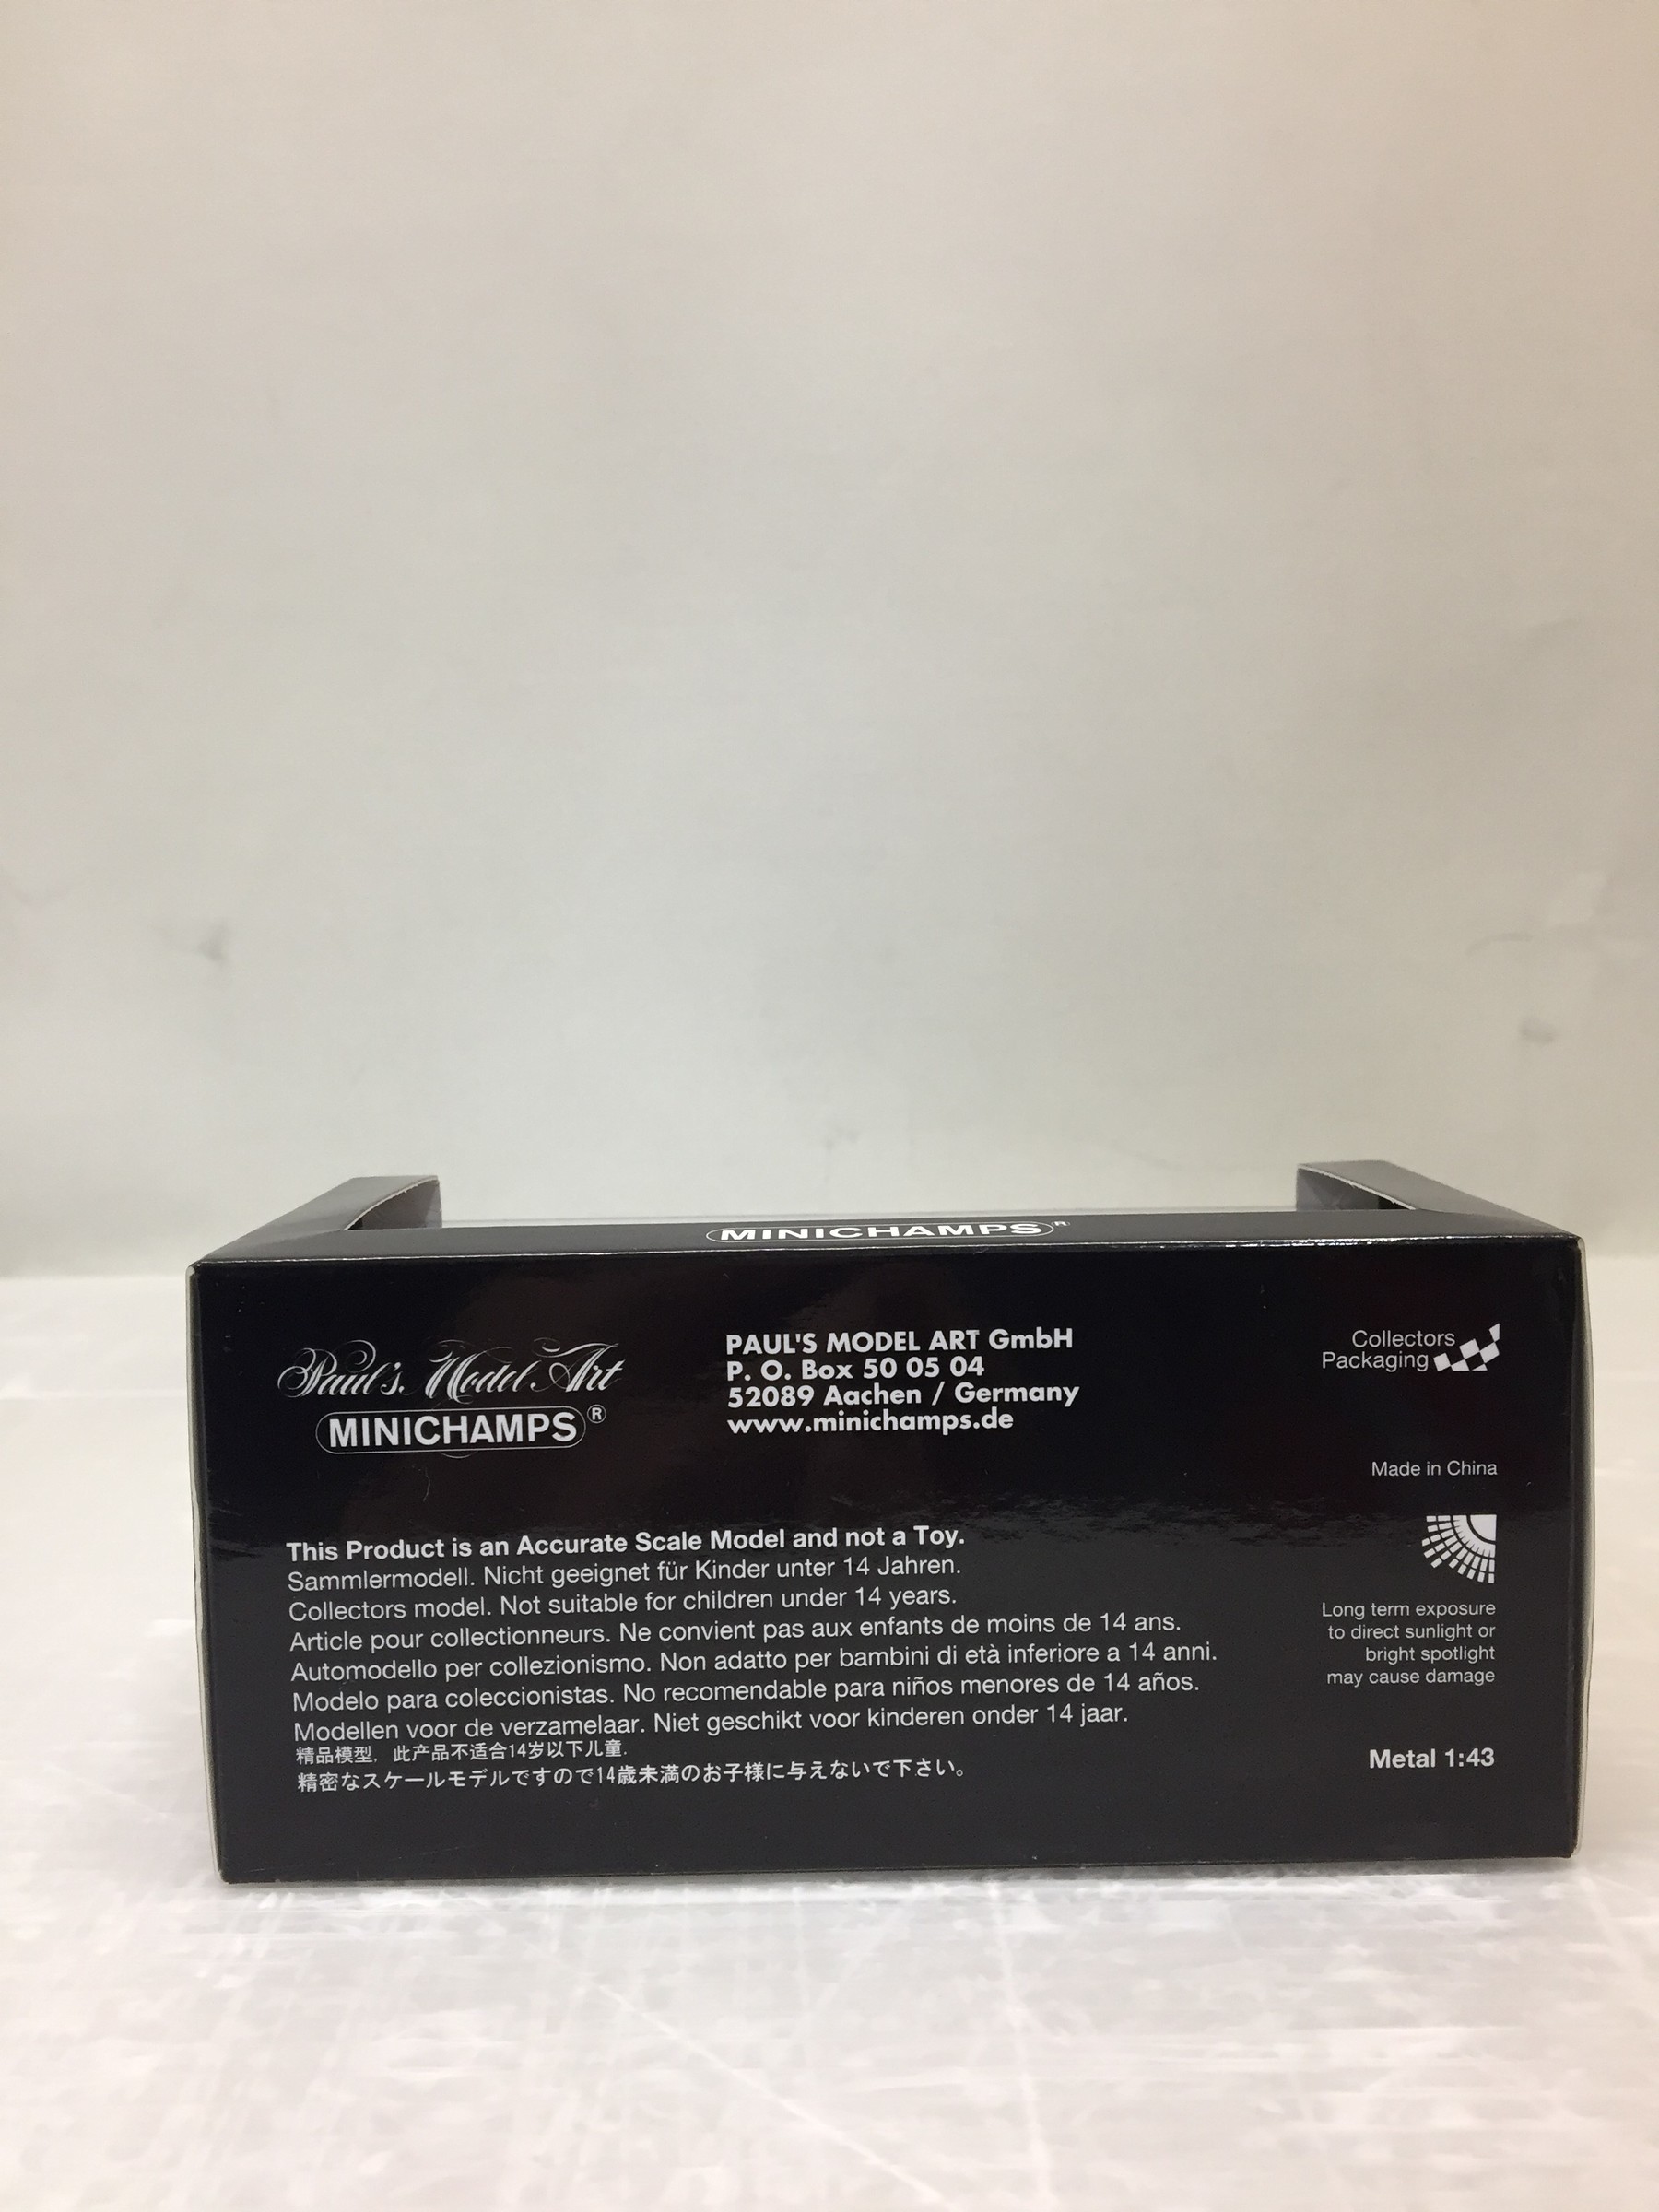 MINICHAMPS®
Paul's Model Art
MINICHAMPS®
PAUL'S MODEL ART GmbH
P. O. Box 50 05 04
52089 Aachen / Germany
www.minichamps.de
Collectors
Packaging
Made in China
This Product is an Accurate Scale Model and not a Toy.
Sammlermodell. Nicht geeignet für Kinder unter 14 Jahren.
Collectors model. Not suitable for children under 14 years.
Article pour collectionneurs. Ne convient pas aux enfants de moins de 14 ans.
Automodello per collezionismo. Non adatto per bambini di età inferiore a 14 anni.
Modelo para coleccionistas. No recomendable para niños menores de 14 años.
Modellen voor de verzamelaar. Niet geschikt voor kinderen onder 14 jaar.
精品模型, 此产品不适合14岁以下儿童.
精密なスケールモデルですので14歳未満のお子様に与えないで下さい。
Long term exposure
to direct sunlight or
bright spotlight
may cause damage
Metal 1:43